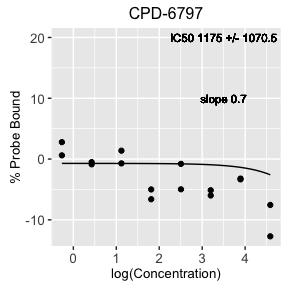 CPD-6797
IC50 1175 +/- 1070.5
slope 0.7
% Probe Bound
20
10
0
-10
0 1 2 3 4
log(Concentration)